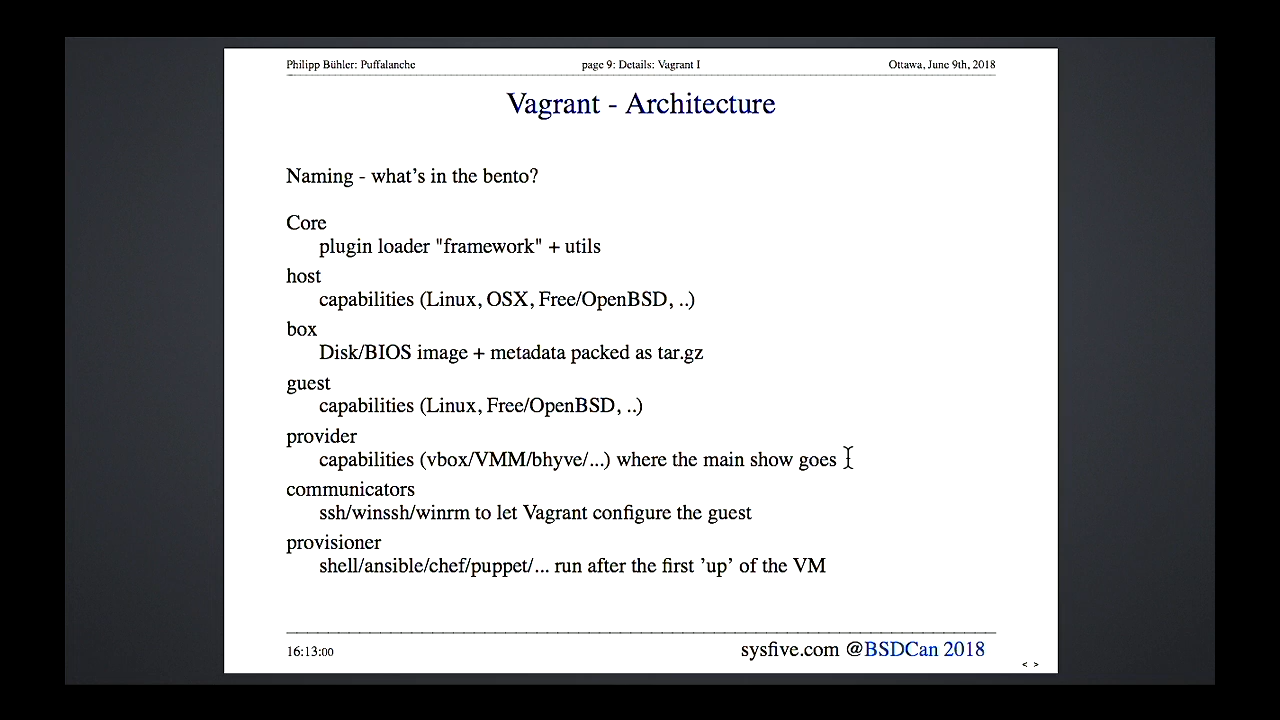 Philipp Bühler: Puffalanche page 9: Details: Vagrant I Ottawa, June 9th, 2018
Vagrant - Architecture
Naming - what's in the bento?
Core
plugin loader "framework" + utils
host
capabilities (Linux, OSX, Free/OpenBSD, ..)
box
Disk/BIOS image + metadata packed as tar.gz
guest
capabilities (Linux, Free/OpenBSD, ..)
provider
capabilities (vbox/VMM/bhyve/...) where the main show goes
communicators
ssh/winssh/winrm to let Vagrant configure the guest
provisioner
shell/ansible/chef/puppet/... run after the first ’up’ of the VM
16:13:00 sysfive.com @BSDCan 2018
< >